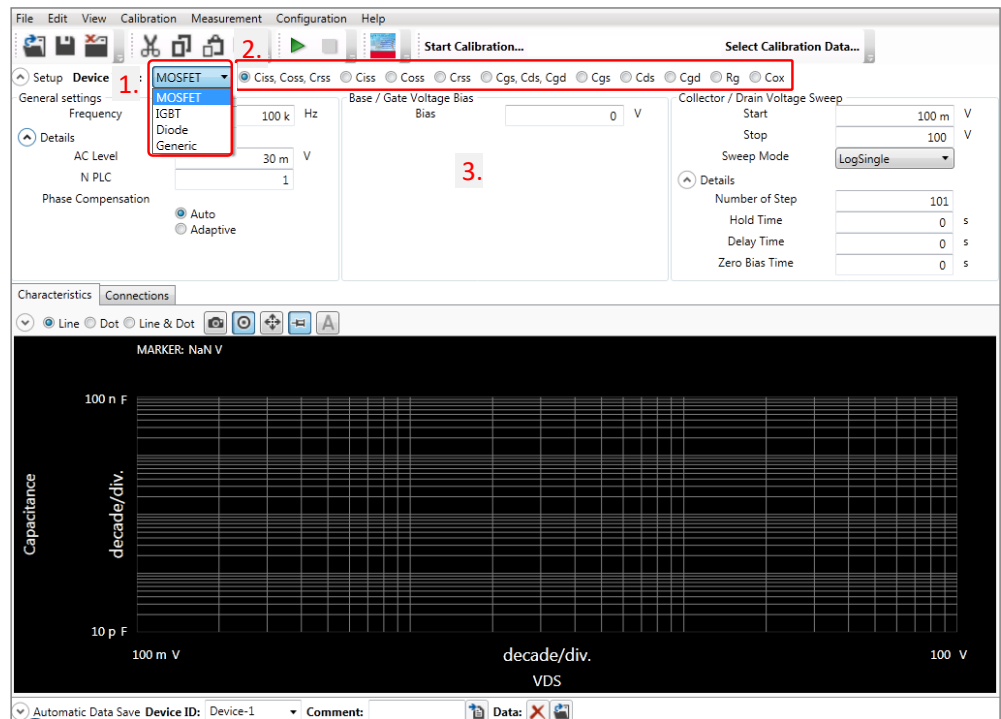 File Edit View Calibration Measurement Configuration Help
2. Start Calibration... Select Calibration Data...
Setup Device 1. : MOSFET Ciss, Coss, Crss Ciss Coss Crss Cgs, Cds, Cgd Cgs Cds Cgd Rg Cox
MOSFET
IGBT
Diode
Generic
General settings
Frequency 100 k Hz
Details
AC Level 30 m V
N PLC 1
Phase Compensation
Auto
Adaptive
Base / Gate Voltage Bias
Bias 0 V
3.
Collector / Drain Voltage Sweep
Start 100 m V
Stop 100 V
Sweep Mode LogSingle
Details
Number of Step 101
Hold Time 0 s
Delay Time 0 s
Zero Bias Time 0 s
Characteristics Connections
Line Dot Line & Dot A
MARKER: NaN V
100 n F
Capacitance
decade/div.
10 p F
100 m V decade/div. 100 V
VDS
Automatic Data Save Device ID: Device-1 Comment: Data: